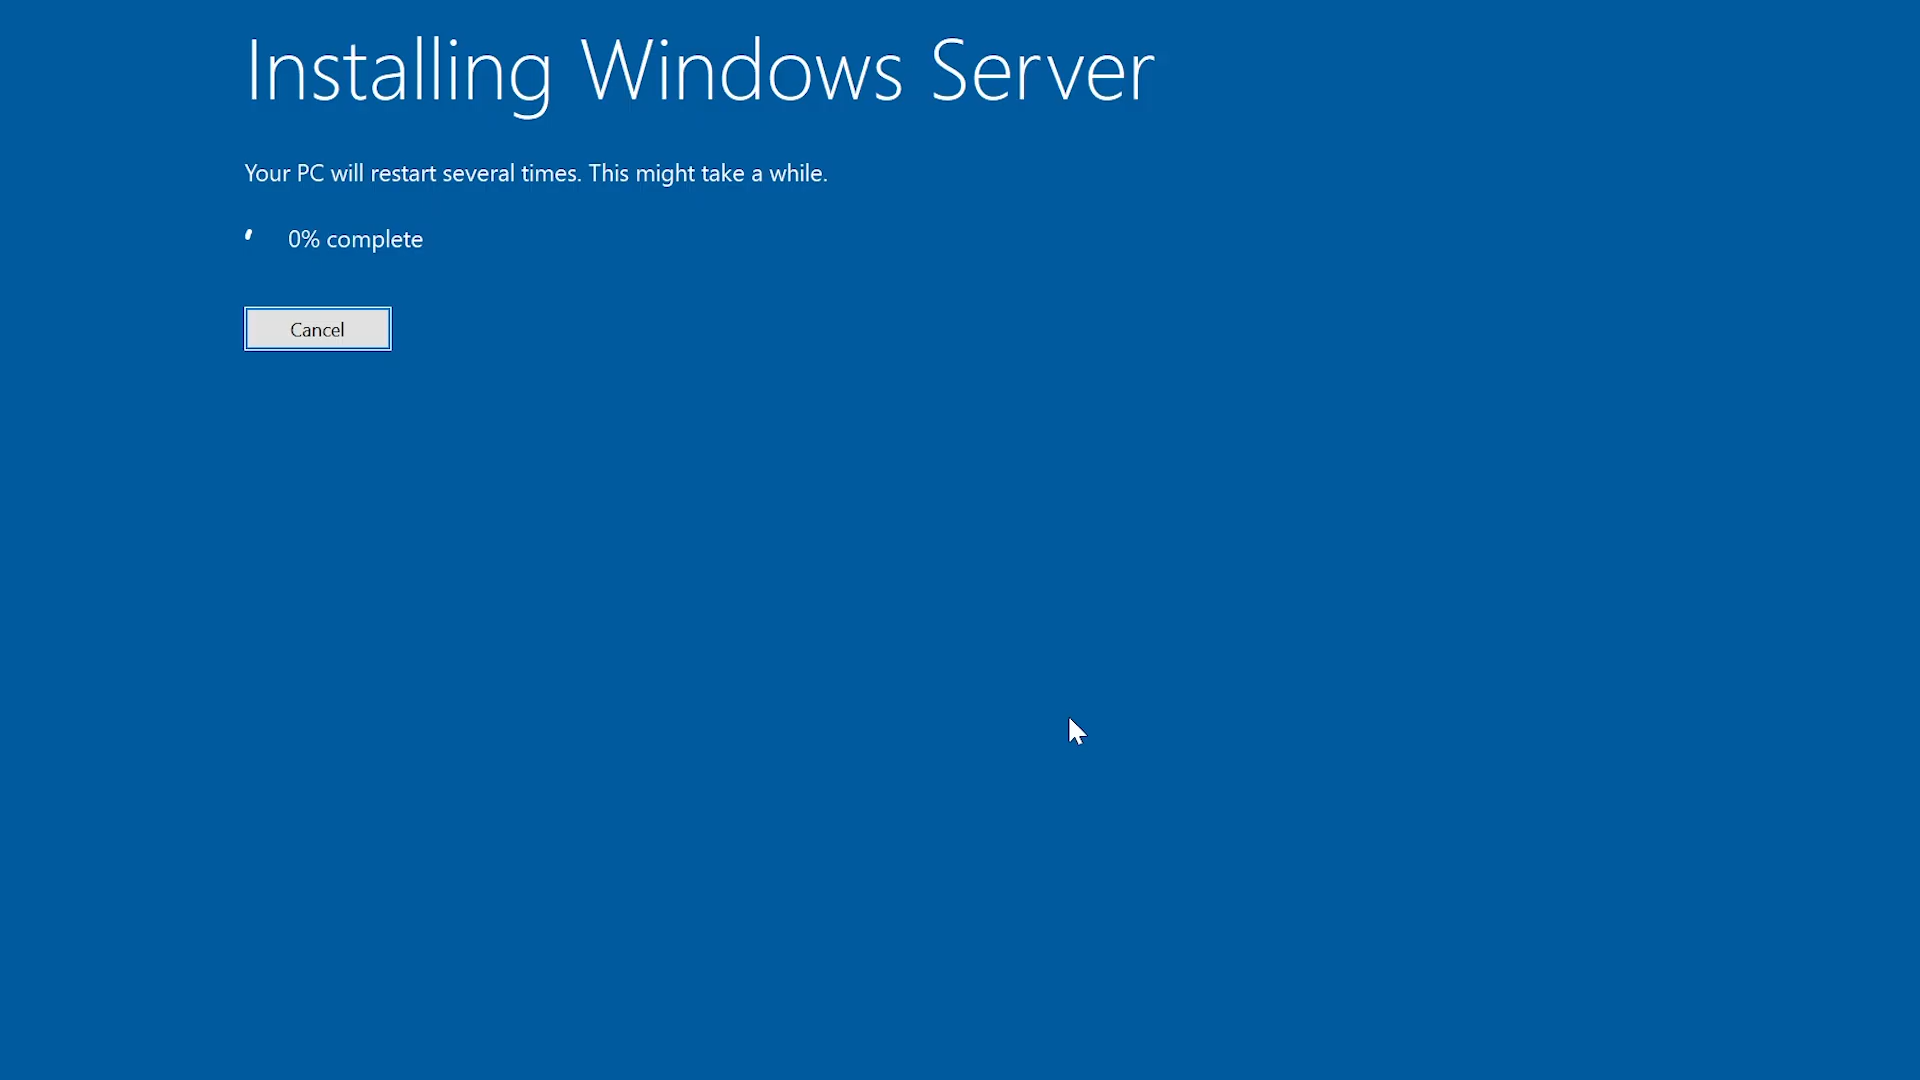 Installing Windows Server
Your PC will restart several times. This might take a while.
0% complete
Cancel